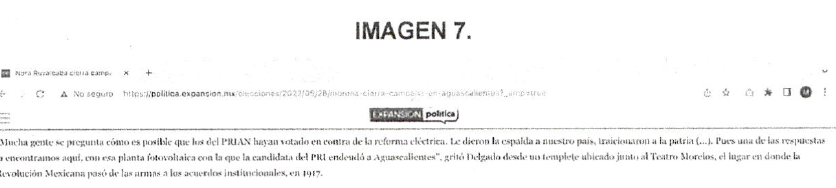 IMAGEN 7.
Nora Ruvalcaba cierra camp
No seguro https://politica.expansion.mx/elecciones/2022/05/28/morena-cierra-campana-en-aguascalientes?_amp=true
EXPANSIÓN política
Mucha gente se pregunta cómo es posible que los del PRIAN hayan votado en contra de la reforma eléctrica. Le dieron la espalda a nuestro país, traicionaron a la patria (...). Pues una de las respuestas
a encontramos aquí, con esa planta fotovoltaica con la que la candidata del PRI endeudó a Aguascalientes", gritó Delgado desde un templete ubicado junto al Teatro Morelos, el lugar en donde la
Revolución Mexicana pasó de las armas a los acuerdos institucionales, en 1917.